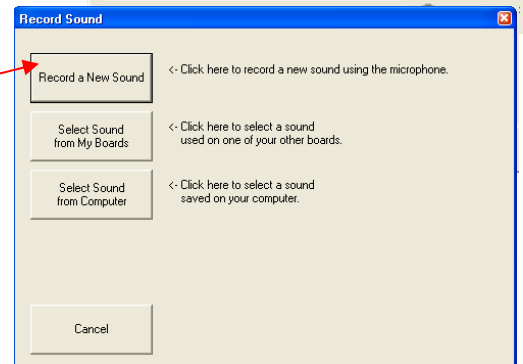 Record Sound
Record a New Sound
<- Click here to record a new sound using the microphone.
Select Sound
from My Boards
<- Click here to select a sound
used on one of your other boards.
Select Sound
from Computer
<- Click here to select a sound
saved on your computer.
Cancel